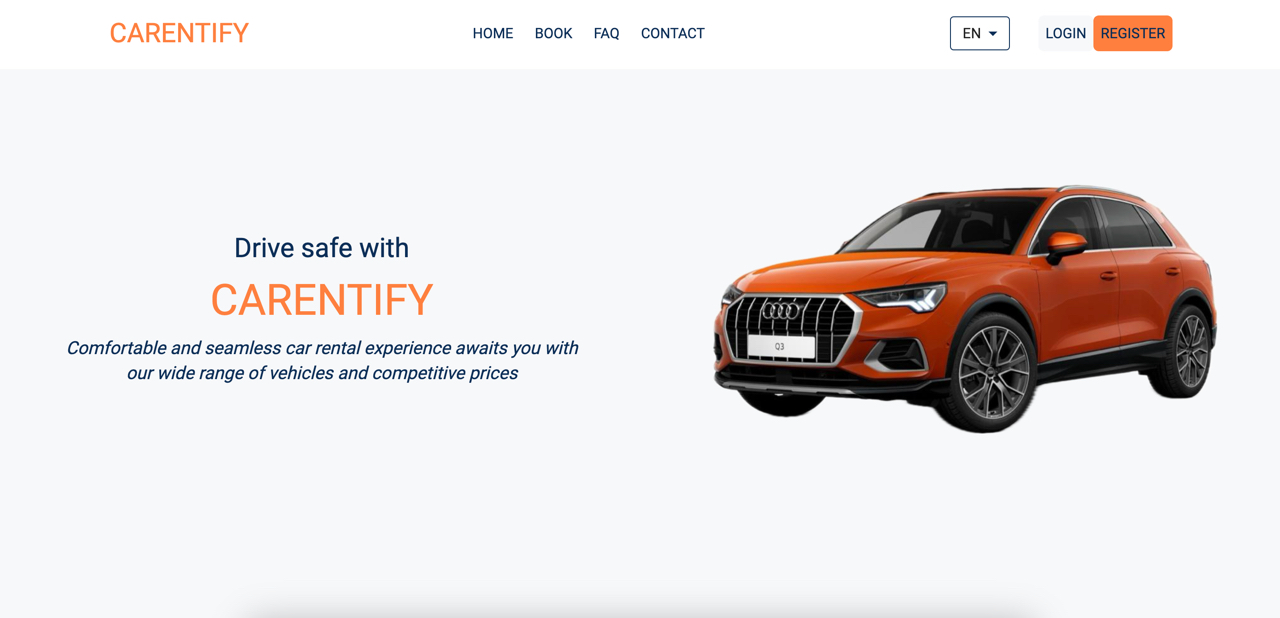 CARENTIFY
HOME BOOK FAQ CONTACT
EN
LOGIN REGISTER
Drive safe with
CARENTIFY
Comfortable and seamless car rental experience awaits you with
our wide range of vehicles and competitive prices
Q3